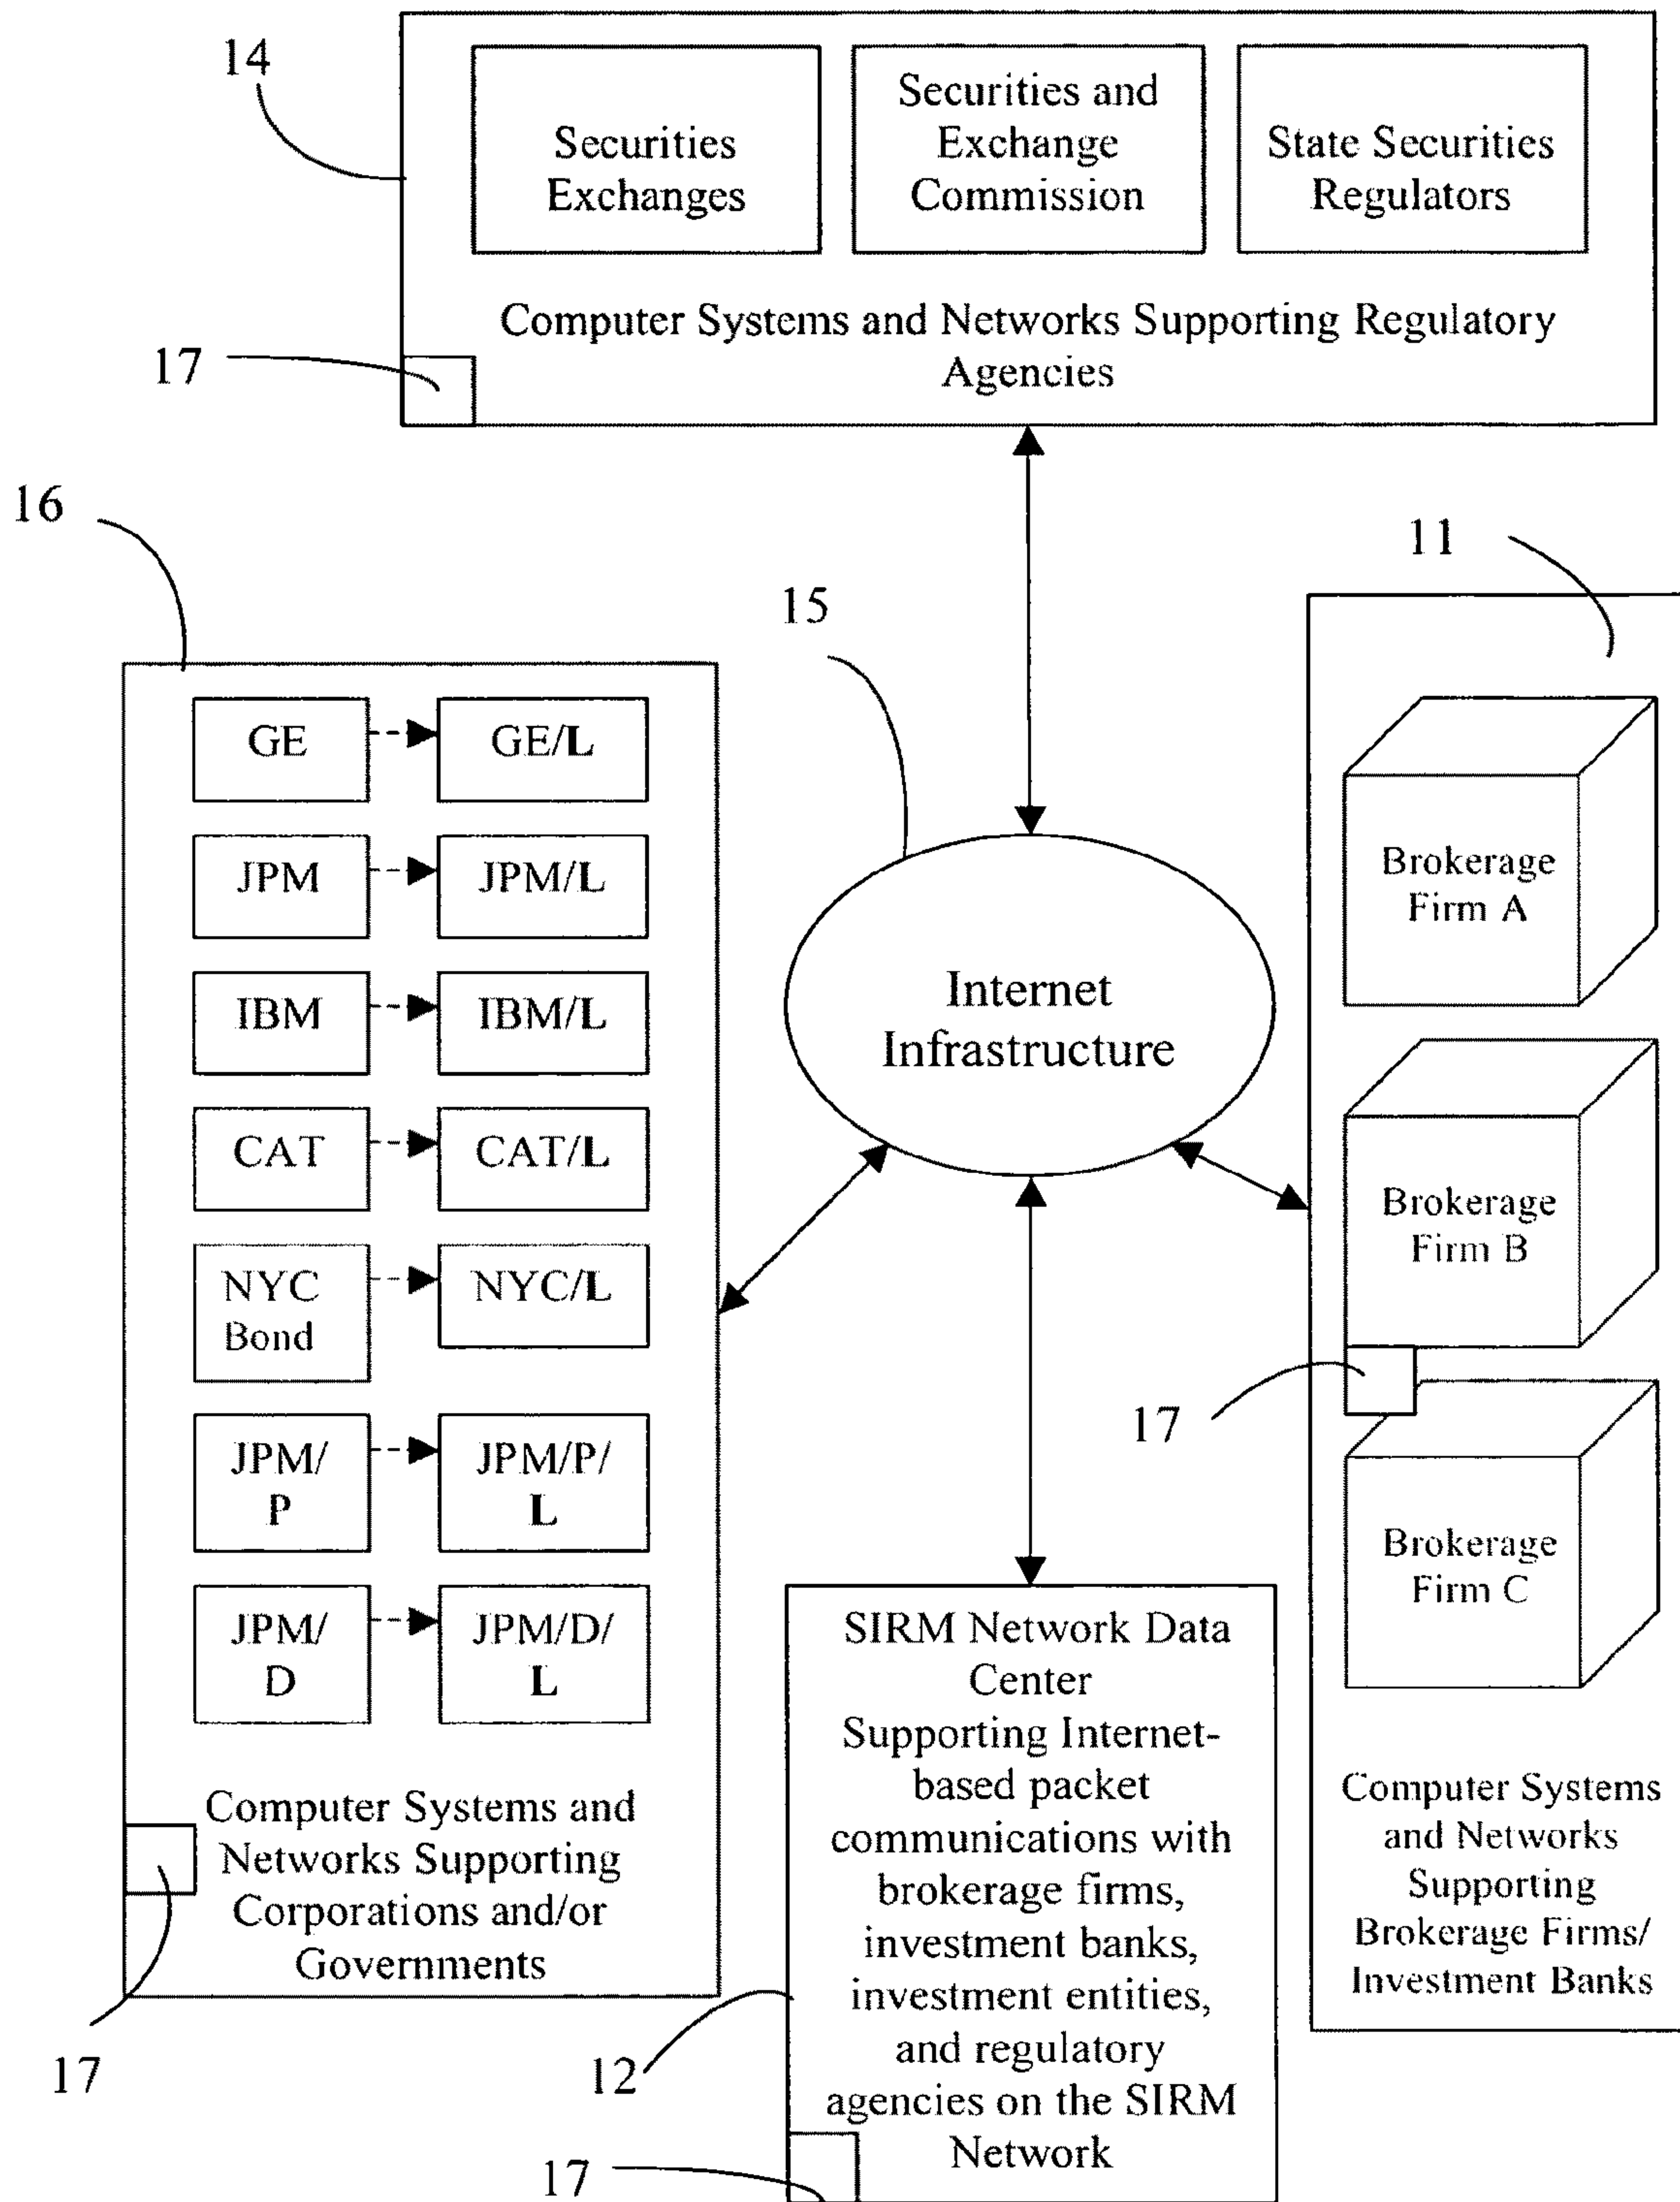 14
Securities
Exchanges
Securities and
Exchange
Commission
State Securities
Regulators
Computer Systems and Networks Supporting Regulatory
Agencies
17
16
11
15
GE
GE/L
JPM
JPM/L
IBM
IBM/L
CAT
CAT/L
NYC
Bond
NYC/L
JPM/
P
JPM/P/
L
JPM/
D
JPM/D/
L
Computer Systems and
Networks Supporting
Corporations and/or
Governments
17
Internet
Infrastructure
Brokerage
Firm A
Brokerage
Firm B
17
Brokerage
Firm C
Computer Systems
and Networks
Supporting
Brokerage Firms/
Investment Banks
SIRM Network Data
Center
Supporting Internet-
based packet
communications with
brokerage firms,
investment banks,
investment entities,
and regulatory
agencies on the SIRM
Network
12
17